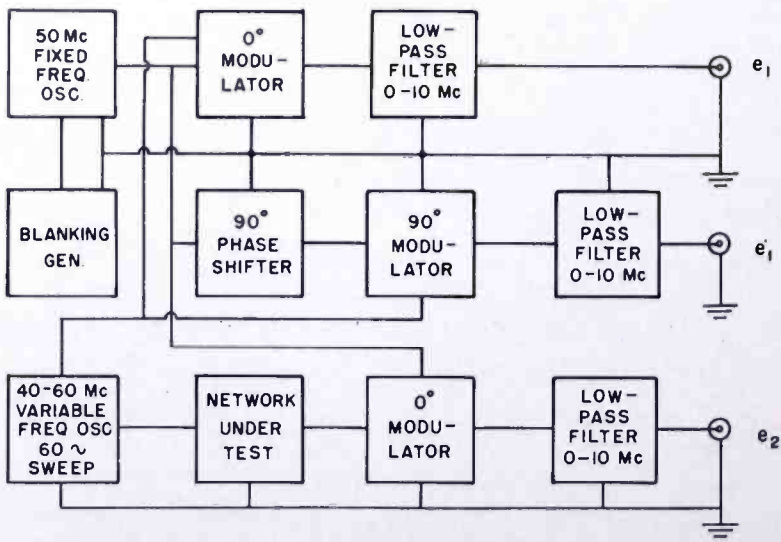 50 Mc
FIXED
FREQ.
OSC.
0°
MODU-
LATOR
LOW-
PASS
FILTER
0-10 Mc
e1
BLANKING
GEN.
90°
PHASE
SHIFTER
90°
MODU-
LATOR
LOW-
PASS
FILTER
0-10 Mc
e'1
40-60 Mc
VARIABLE
FREQ OSC
60 ~
SWEEP
NETWORK
UNDER
TEST
0°
MODU-
LATOR
LOW-
PASS
FILTER
0-10 Mc
e2